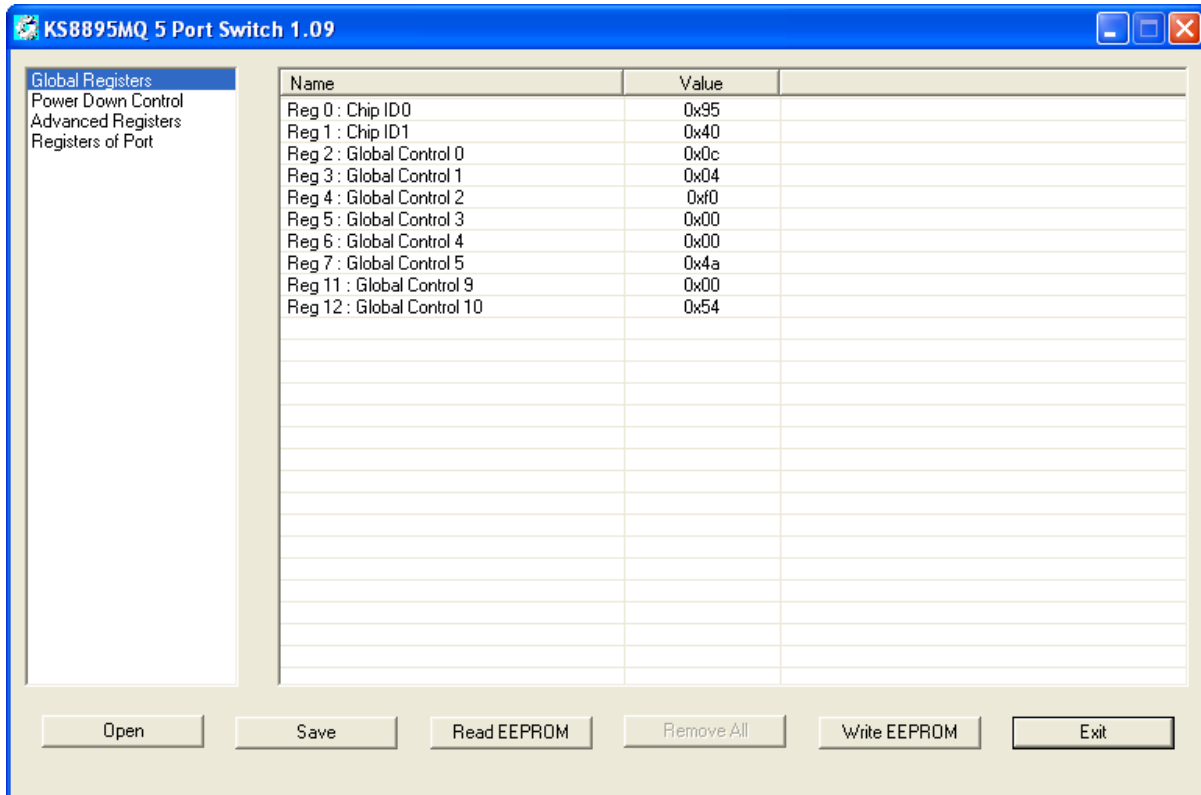 KS8895MQ 5 Port Switch 1.09
Global Registers
Power Down Control
Advanced Registers
Registers of Port
Name Value
Reg 0 : Chip ID0 0x95
Reg 1 : Chip ID1 0x40
Reg 2 : Global Control 0 0x0c
Reg 3 : Global Control 1 0x04
Reg 4 : Global Control 2 0xf0
Reg 5 : Global Control 3 0x00
Reg 6 : Global Control 4 0x00
Reg 7 : Global Control 5 0x4a
Reg 11 : Global Control 9 0x00
Reg 12 : Global Control 10 0x54
Open Save Read EEPROM Remove All Write EEPROM Exit